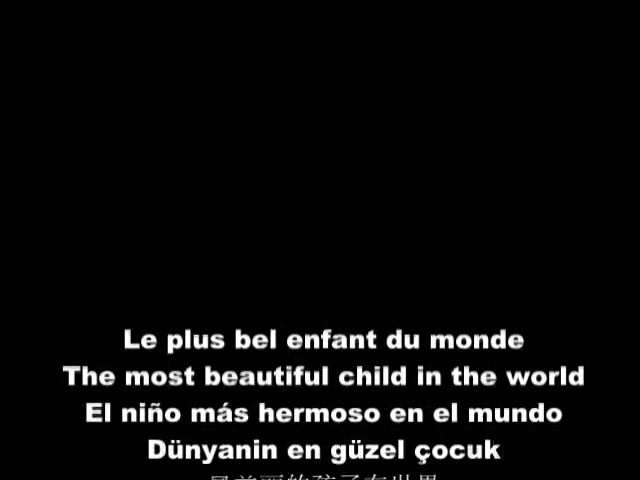 Le plus bel enfant du monde
The most beautiful child in the world
El niño más hermoso en el mundo
Dünyanin en güzel çocuk